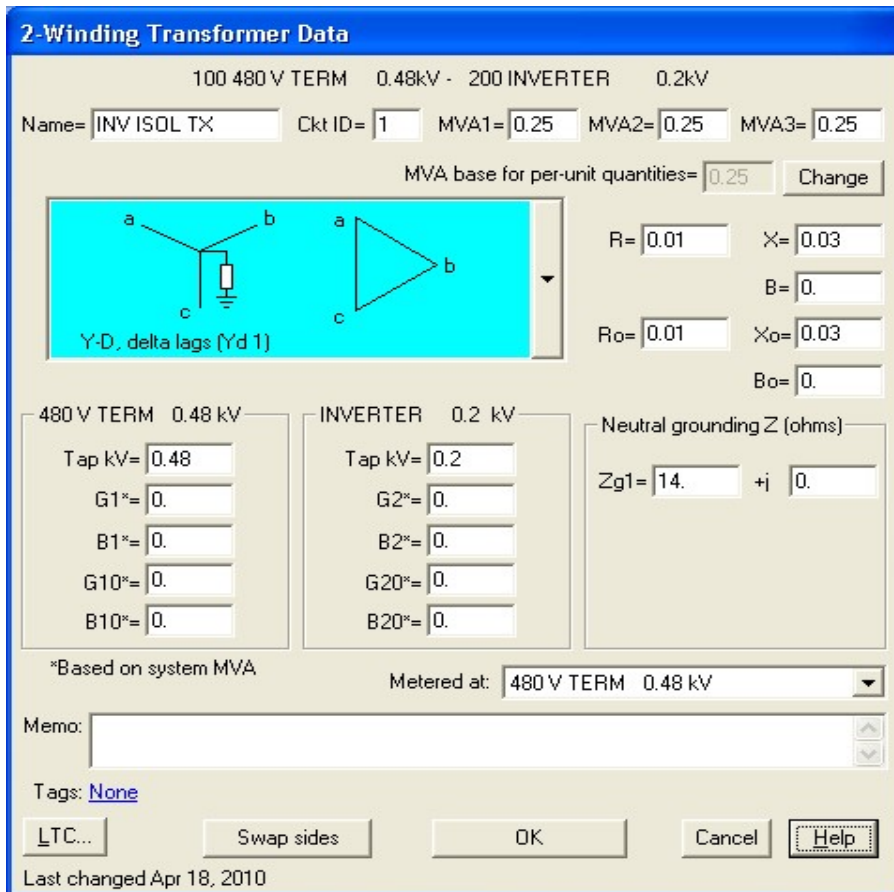 2-Winding Transformer Data
100 480 V TERM 0.48kV - 200 INVERTER 0.2kV
Name= INV ISOL TX Ckt ID= 1 MVA1= 0.25 MVA2= 0.25 MVA3= 0.25
MVA base for per-unit quantities= 0.25 Change
a b c a b c
Y-D, delta lags (Yd 1)
R= 0.01 X= 0.03
B= 0.
Ro= 0.01 Xo= 0.03
Bo= 0.
480 V TERM 0.48 kV
Tap kV= 0.48
G1*= 0.
B1*= 0.
G10*= 0.
B10*= 0.
INVERTER 0.2 kV
Tap kV= 0.2
G2*= 0.
B2*= 0.
G20*= 0.
B20*= 0.
Neutral grounding Z (ohms)
Zg1= 14. +j 0.
*Based on system MVA
Metered at: 480 V TERM 0.48 kV
Memo:
Tags: None
LTC... Swap sides OK Cancel Help
Last changed Apr 18, 2010